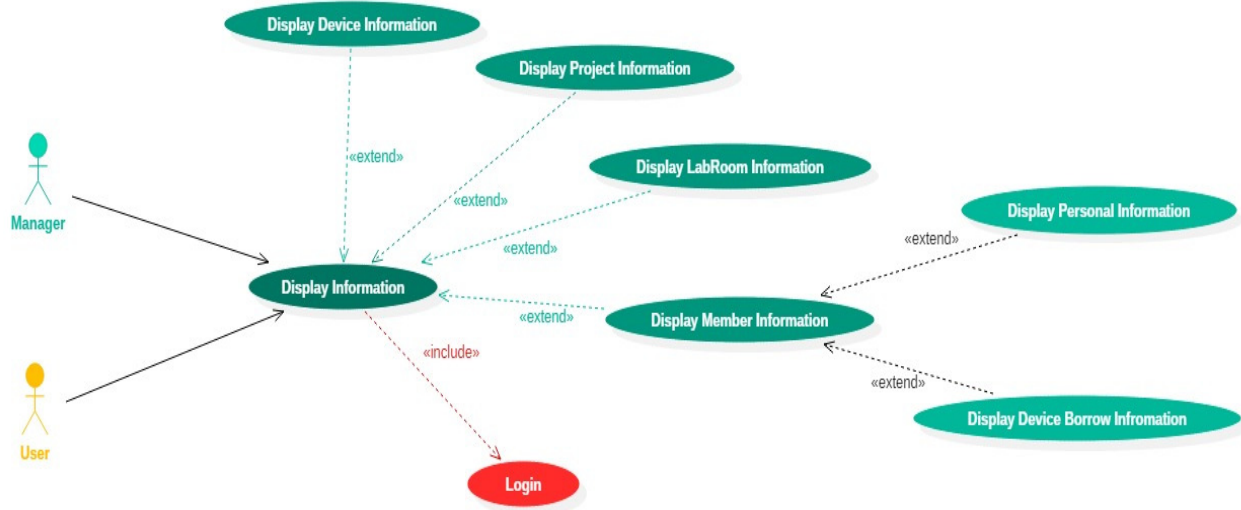 Display Device Information
Display Project Information
«extend»
Display LabRoom Information
«extend»
Manager
Display Personal Information
«extend»
«extend»
Display Information
«extend»
Display Member Information
«include»
User
«extend»
Display Device Borrow Infromation
Login